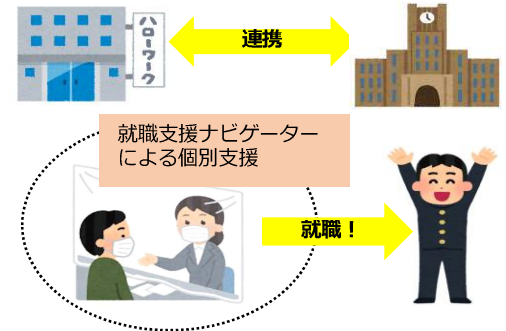 ハローワーク
連携
就職支援ナビゲーター
による個別支援
就職！